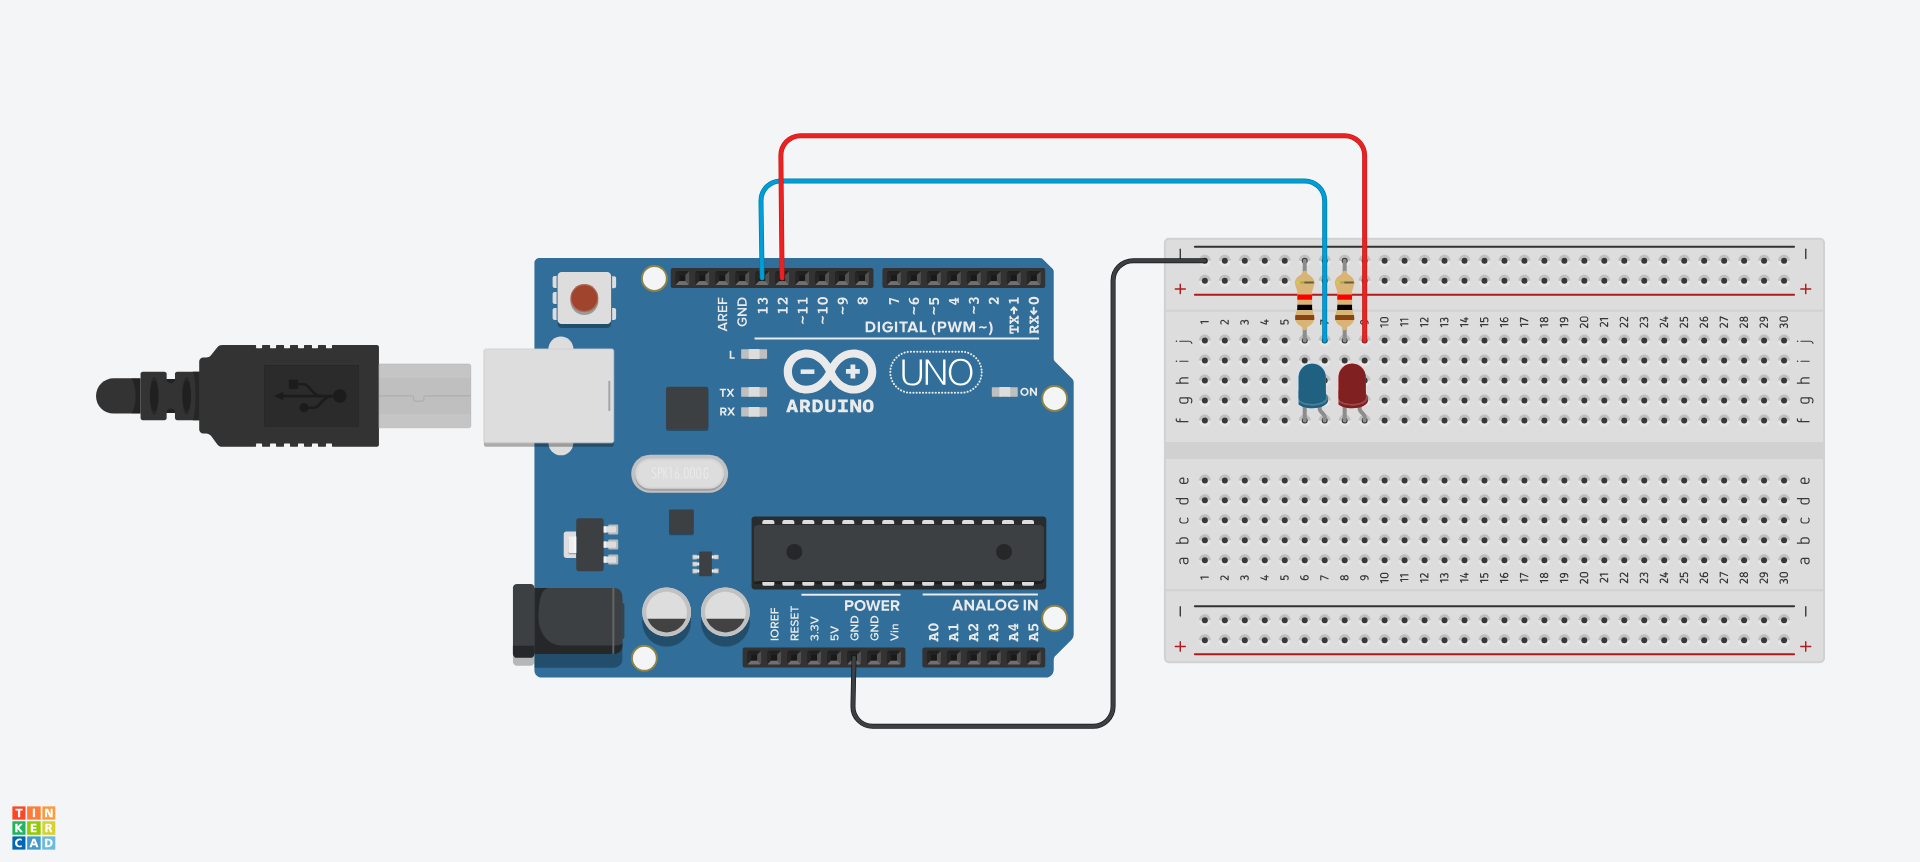 AREF
GND
13
12
~11
~10
~9
8
7
~6
~5
4
~3
2
TX→1
RX←0
DIGITAL (PWM ~)
L
TX
RX
ARDUINO
UNO
ON
SPK16.000G
POWER
ANALOG IN
IOREF
RESET
3.3V
5V
GND
GND
Vin
A0
A1
A2
A3
A4
A5
− −
+ +
1 2 3 4 5 6 7 8 9 10 11 12 13 14 15 16 17 18 19 20 21 22 23 24 25 26 27 28 29 30
j j
i i
h h
g g
f f
e e
d d
c c
b b
a a
1 2 3 4 5 6 7 8 9 10 11 12 13 14 15 16 17 18 19 20 21 22 23 24 25 26 27 28 29 30
− −
+ +
TIN
KER
CAD